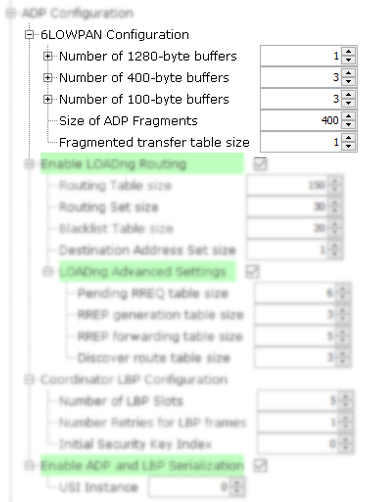 ADP Configuration
6LOWPAN Configuration
Number of 1280-byte buffers 1
Number of 400-byte buffers 3
Number of 100-byte buffers 3
Size of ADP Fragments 400
Fragmented transfer table size 1
Enable LOADng Routing
Routing Table size 150
Routing Set size 30
Blacklist Table size 20
Destination Address Set size 1
LOADng Advanced Settings
Pending RREQ table size 6
RREP generation table size 3
RREP forwarding table size 5
Discover route table size 3
Coordinator LBP Configuration
Number of LBP Slots 5
Number Retries for LBP frames 1
Initial Security Key Index 0
Enable ADP and LBP Serialization
USI Instance 0